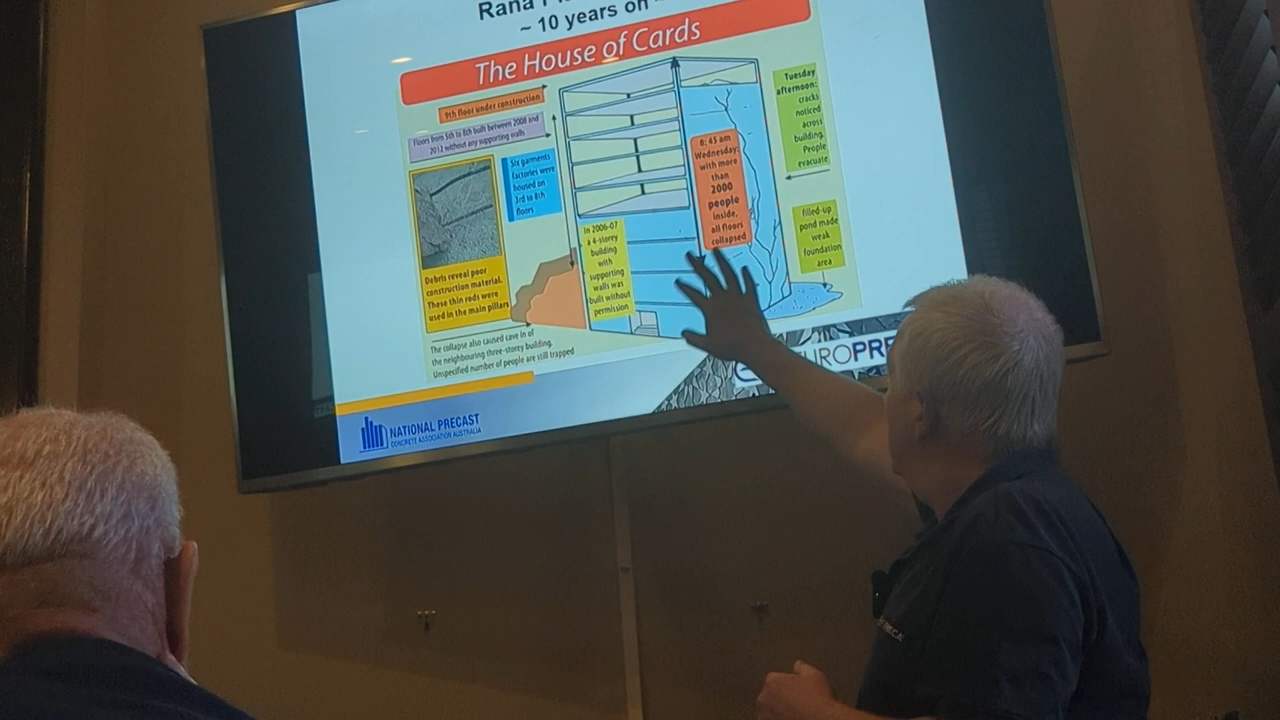 Rana
~ 10 years on
The House of Cards
9th floor under construction
Floors from 5th to 8th built between 2008 and
2012 without any supporting walls
Six garments
factories were
housed on
3rd to 8th
floors
Debris reveal poor
construction material.
These thin rods were
used in the main pillars
In 2006-07
a 4-storey
building
with
supporting
walls was
built without
permission
8:45 am
Wednesday:
with more
than
2000
people
inside,
all floors
collapsed
Tuesday
afternoon:
cracks
noticed
across
building.
People
evacuate
filled-up
pond made
weak
foundation
area
The collapse also caused cave in of
the neighbouring three-storey building.
Unspecified number of people are still trapped
NATIONAL PRECAST
CONCRETE ASSOCIATION AUSTRALIA
UROPRE